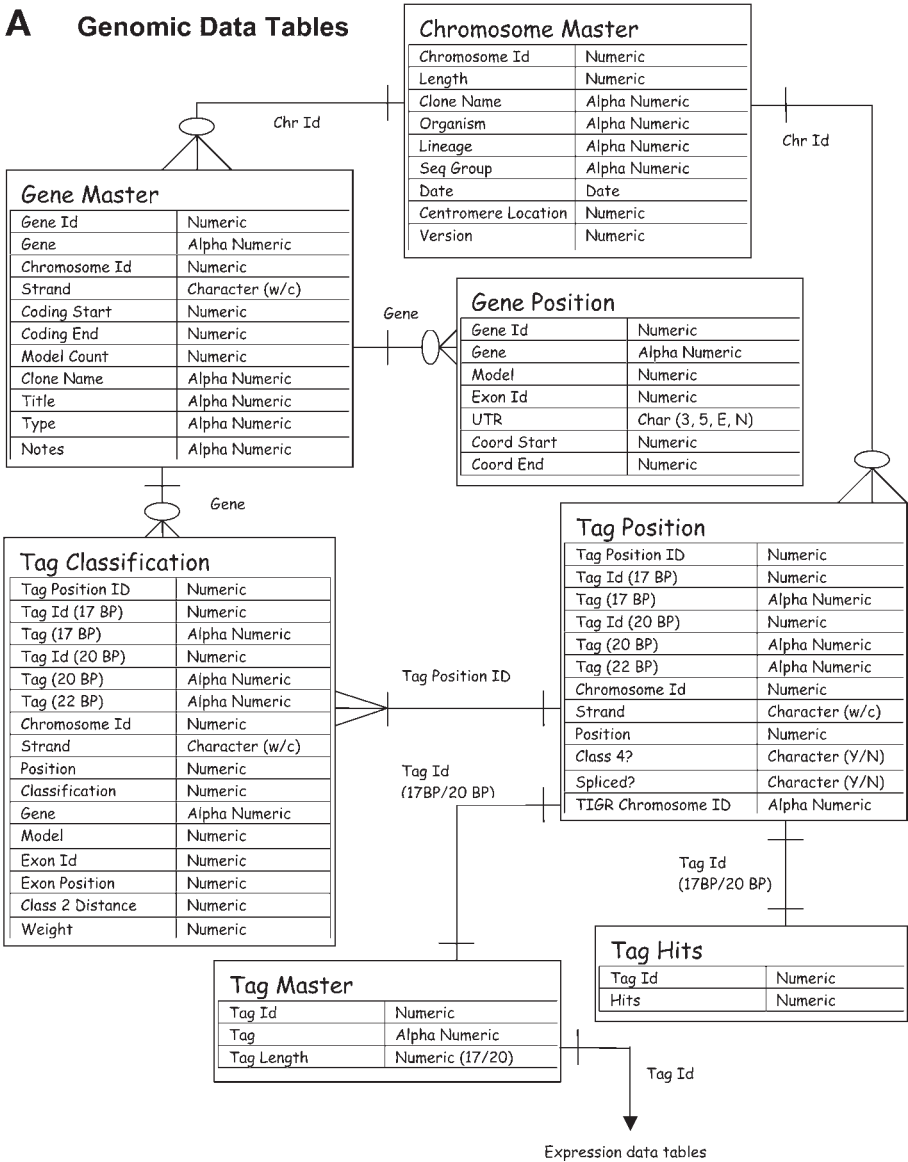 A Genomic Data Tables
Chromosome Master
Chromosome Id Numeric
Length Numeric
Clone Name Alpha Numeric
Organism Alpha Numeric
Lineage Alpha Numeric
Seq Group Alpha Numeric
Date Date
Centromere Location Numeric
Version Numeric
Chr Id
Chr Id
Gene Master
Gene Id Numeric
Gene Alpha Numeric
Chromosome Id Numeric
Strand Character (w/c)
Coding Start Numeric
Coding End Numeric
Model Count Numeric
Clone Name Alpha Numeric
Title Alpha Numeric
Type Alpha Numeric
Notes Alpha Numeric
Gene
Gene Position
Gene Id Numeric
Gene Alpha Numeric
Model Numeric
Exon Id Numeric
UTR Char (3, 5, E, N)
Coord Start Numeric
Coord End Numeric
Gene
Tag Classification
Tag Position ID Numeric
Tag Id (17 BP) Numeric
Tag (17 BP) Alpha Numeric
Tag Id (20 BP) Numeric
Tag (20 BP) Alpha Numeric
Tag (22 BP) Alpha Numeric
Chromosome Id Numeric
Strand Character (w/c)
Position Numeric
Classification Numeric
Gene Alpha Numeric
Model Numeric
Exon Id Numeric
Exon Position Numeric
Class 2 Distance Numeric
Weight Numeric
Tag Position ID
Tag Id
(17BP/20 BP)
Tag Position
Tag Position ID Numeric
Tag Id (17 BP) Numeric
Tag (17 BP) Alpha Numeric
Tag Id (20 BP) Numeric
Tag (20 BP) Alpha Numeric
Tag (22 BP) Alpha Numeric
Chromosome Id Numeric
Strand Character (w/c)
Position Numeric
Class 4? Character (Y/N)
Spliced? Character (Y/N)
TIGR Chromosome ID Alpha Numeric
Tag Id
(17BP/20 BP)
Tag Hits
Tag Id Numeric
Hits Numeric
Tag Master
Tag Id Numeric
Tag Alpha Numeric
Tag Length Numeric (17/20)
Tag Id
Expression data tables